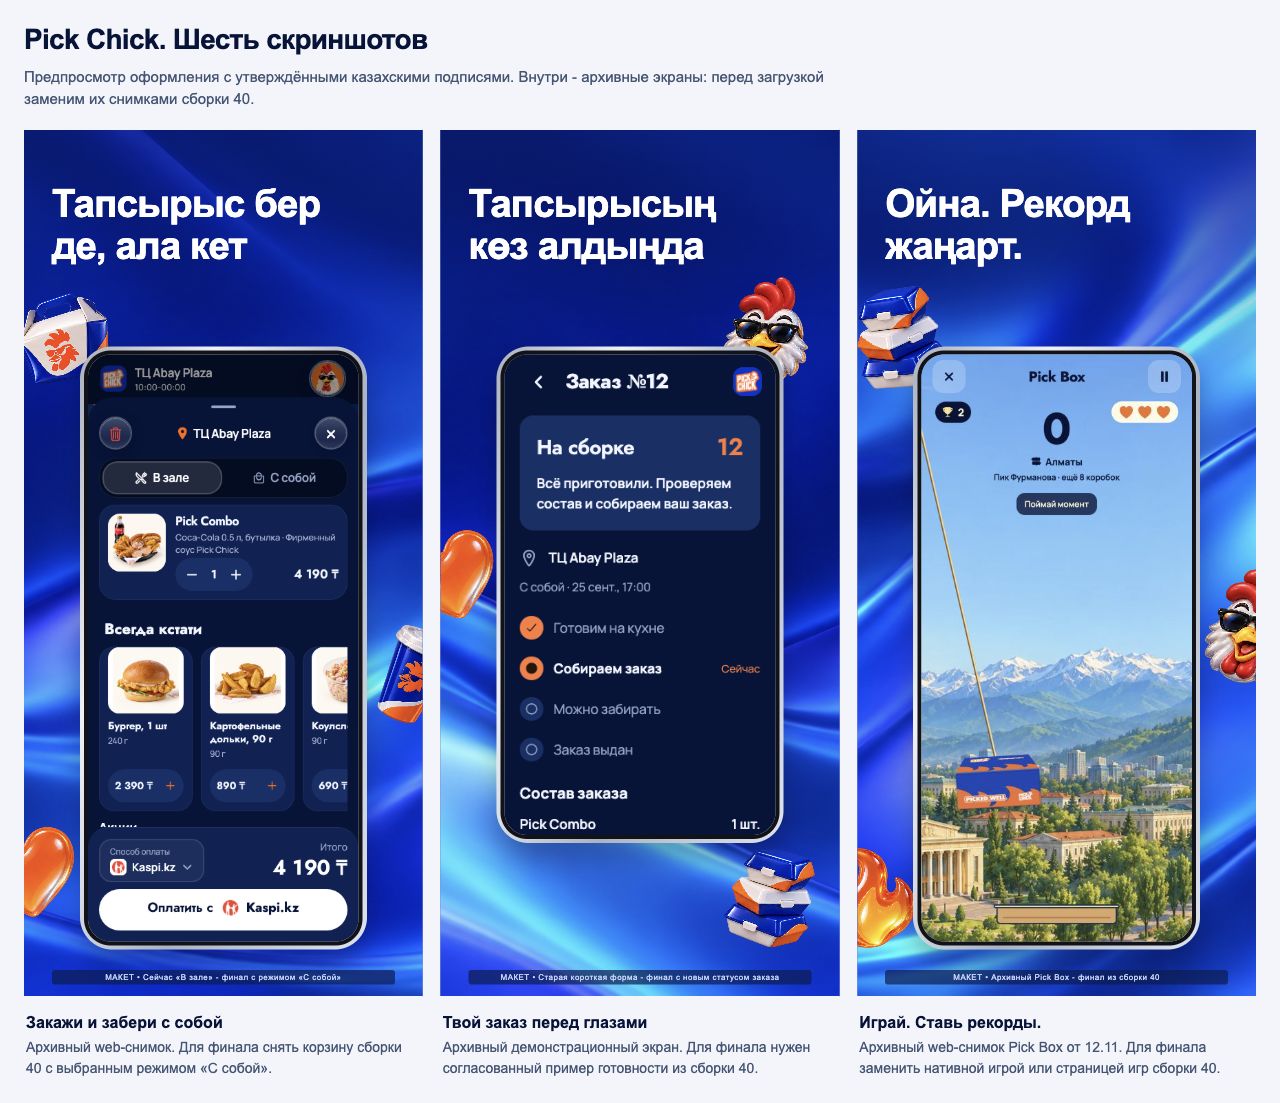 Pick Chick. Шесть скриншотов
Предпросмотр оформления с утверждёнными казахскими подписями. Внутри - архивные экраны: перед загрузкой
заменим их снимками сборки 40.
Тапсырыс бер
де, ала кет
PICK CHICK
ТЦ Abay Plaza
10:00-00:00
ТЦ Abay Plaza
В зале
С собой
Pick Combo
Coca-Cola 0.5 л, бутылка · Фирменный
соус Pick Chick
1
4 190 ₸
Всегда кстати
Бургер, 1 шт
240 г
2 390 ₸ +
Картофельные
дольки, 90 г
90 г
890 ₸ +
Коулсл
90 г
690 ₸
Акции
Способ оплаты
Kaspi.kz
Итого
4 190 ₸
Оплатить с Kaspi.kz
МАКЕТ • Сейчас «В зале» - финал с режимом «С собой»
Закажи и забери с собой
Архивный web-снимок. Для финала снять корзину сборки
40 с выбранным режимом «С собой».
Тапсырысың
көз алдыңда
Заказ №12
PICK CHICK
На сборке 12
Всё приготовили. Проверяем
состав и собираем ваш заказ.
ТЦ Abay Plaza
С собой · 25 сент., 17:00
Готовим на кухне
Собираем заказ Сейчас
Можно забирать
Заказ выдан
Состав заказа
Pick Combo 1 шт.
МАКЕТ • Старая короткая форма - финал с новым статусом заказа
Твой заказ перед глазами
Архивный демонстрационный экран. Для финала нужен
согласованный пример готовности из сборки 40.
Ойна. Рекорд
жаңарт.
Pick Box
2
0
Алматы
Пик Фурманова · ещё 8 коробок
Поймай момент
PICKED WELL
МАКЕТ • Архивный Pick Box - финал из сборки 40
Играй. Ставь рекорды.
Архивный web-снимок Pick Box от 12.11. Для финала
заменить нативной игрой или страницей игр сборки 40.